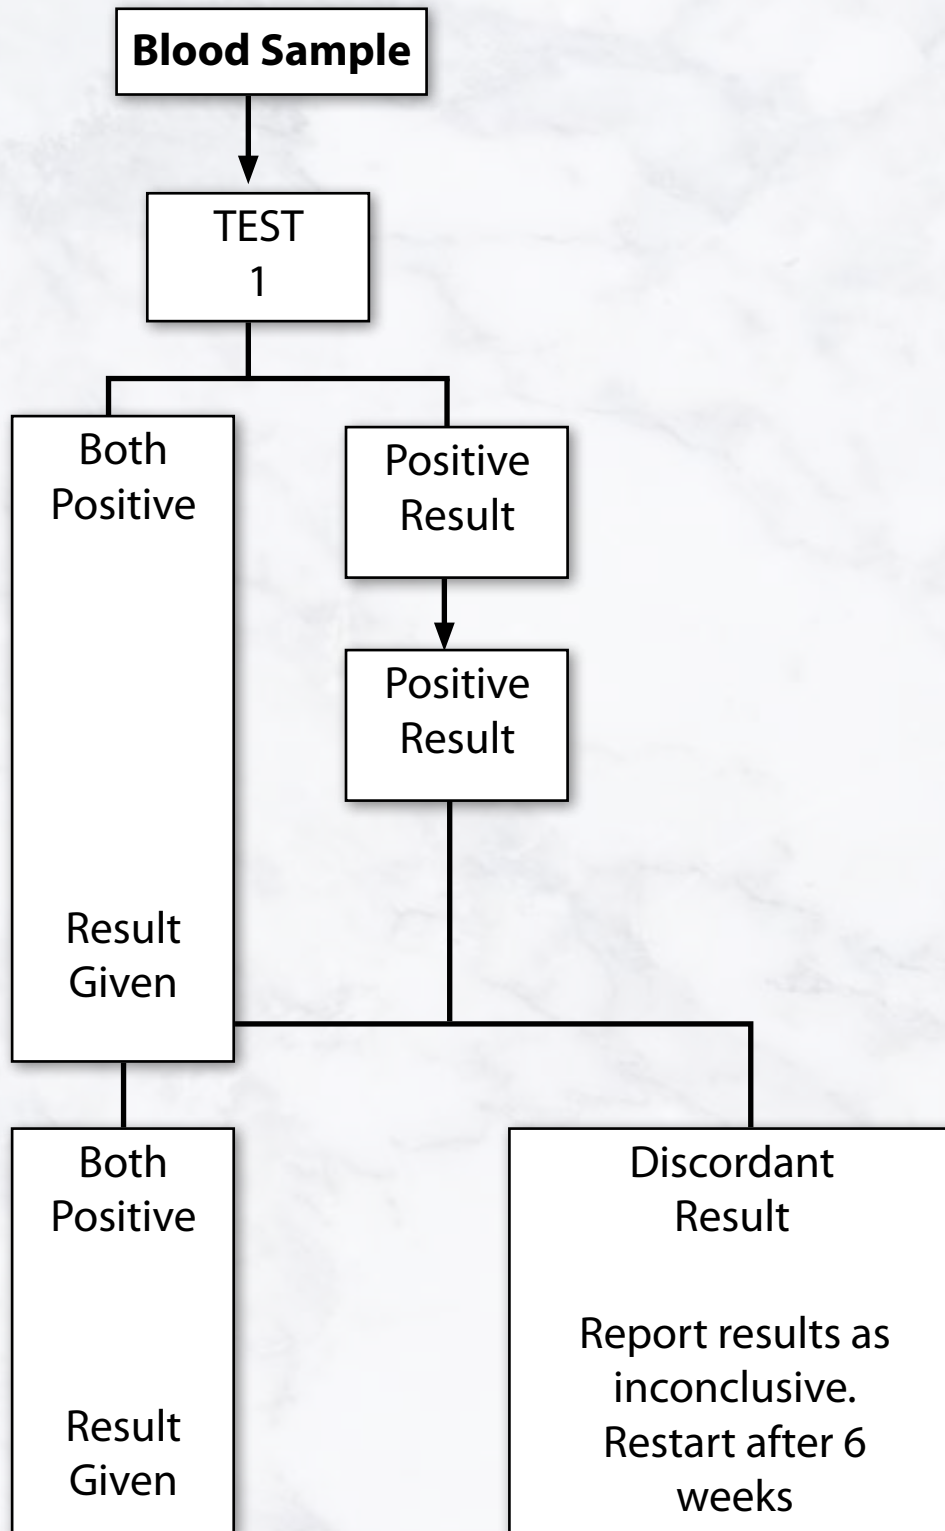 Blood Sample
TEST
1
Both
Positive
Result
Given
Positive
Result
Positive
Result
Both
Positive
Result
Given
Discordant
Result
Report results as
inconclusive.
Restart after 6
weeks